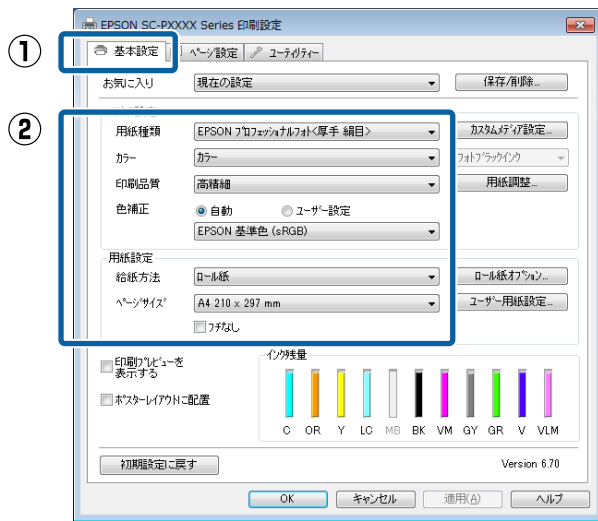 EPSON SC-PXXXX Series 印刷設定
① 基本設定 ページ設定 ユーティリティー
お気に入り 現在の設定 保存/削除...
②
用紙種類 EPSON プロフェッショナルフォト<厚手 絹目> カスタムメディア設定...
カラー カラー フォトブラックインク
印刷品質 高精細 用紙調整...
色補正 自動 ユーザー設定
EPSON 基準色 (sRGB)
用紙設定
給紙方法 ロール紙 ロール紙オプション...
ページサイズ A4 210 x 297 mm ユーザー用紙設定...
フチなし
印刷プレビューを
表示する
インク残量
ポスターレイアウトに配置
C OR Y LC MB BK VM GY GR V VLM
初期設定に戻す Version 6.70
OK キャンセル 適用(A) ヘルプ